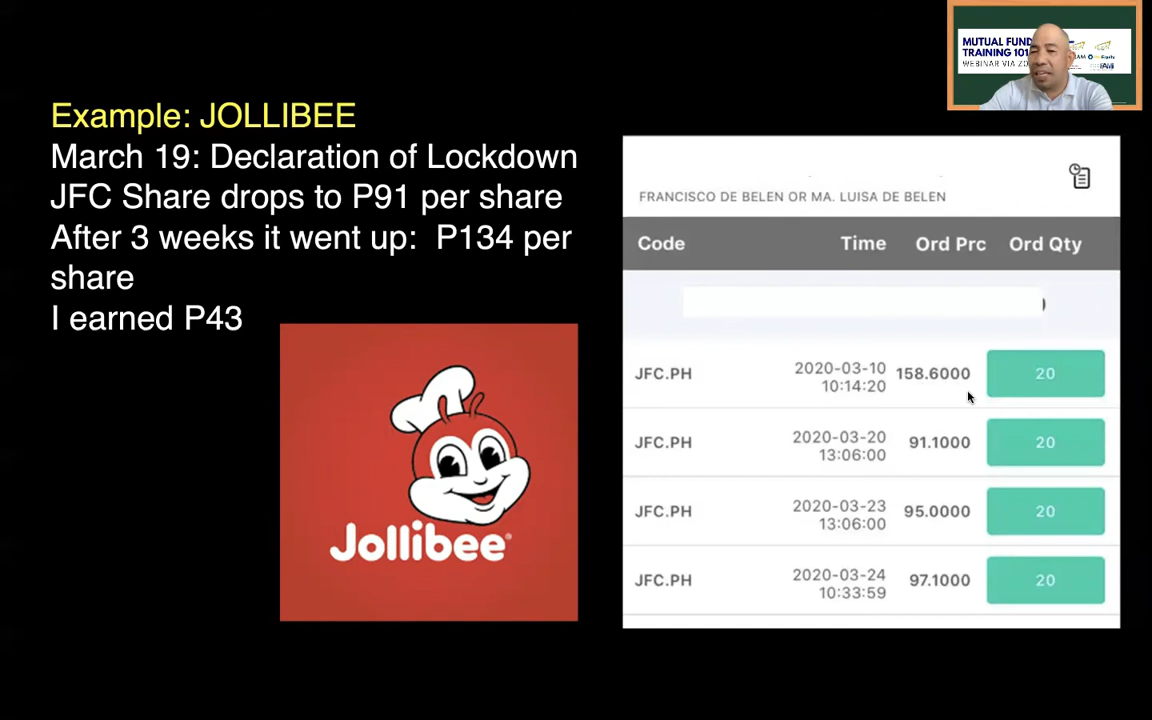 MUTUAL FUND
TRAINING 101
WEBINAR VIA ZO
Example: JOLLIBEE
March 19: Declaration of Lockdown
JFC Share drops to P91 per share
After 3 weeks it went up: P134 per
share
I earned P43
Jollibee
FRANCISCO DE BELEN OR MA. LUISA DE BELEN
Code Time Ord Prc Ord Qty
JFC.PH 2020-03-10 158.6000 20
10:14:20
JFC.PH 2020-03-20 91.1000 20
13:06:00
JFC.PH 2020-03-23 95.0000 20
13:06:00
JFC.PH 2020-03-24 97.1000 20
10:33:59